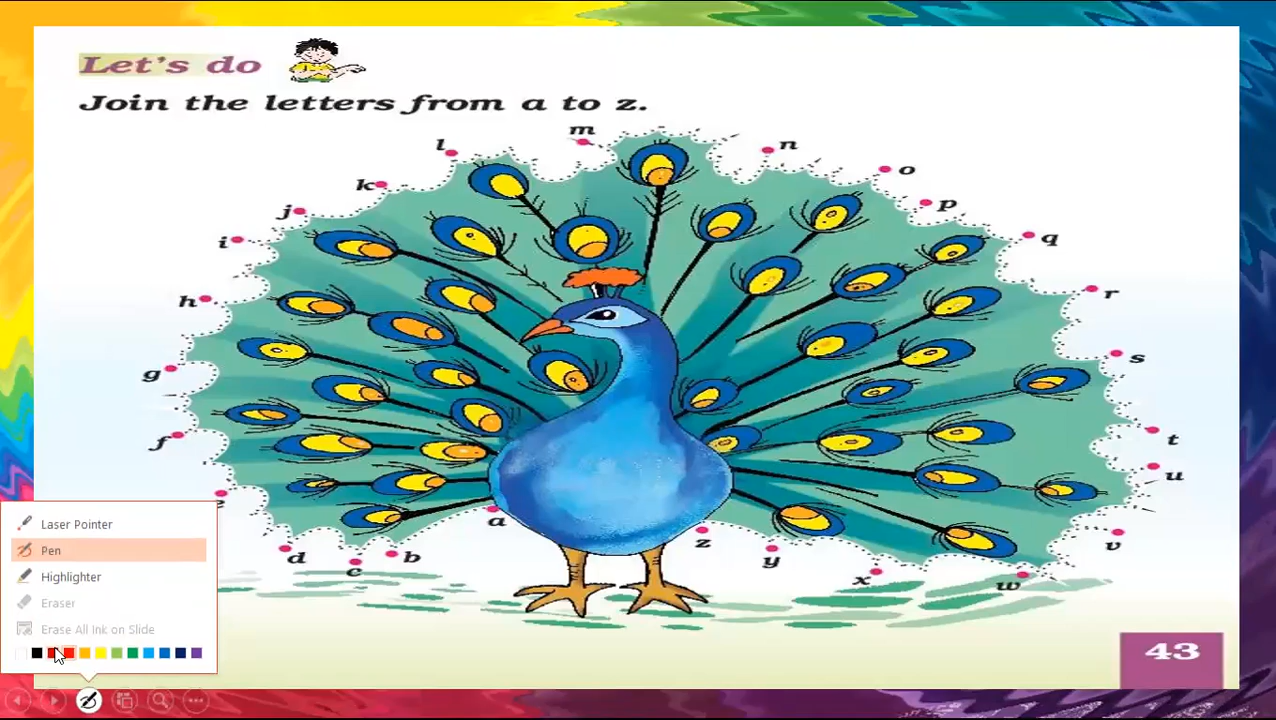 Let's do
Join the letters from a to z.
m
l
n
k
o
j
p
i
q
h
r
g
s
f
t
e
u
a
z
v
d
c
b
y
x
w
Laser Pointer
Pen
Highlighter
Eraser
Erase All Ink on Slide
43